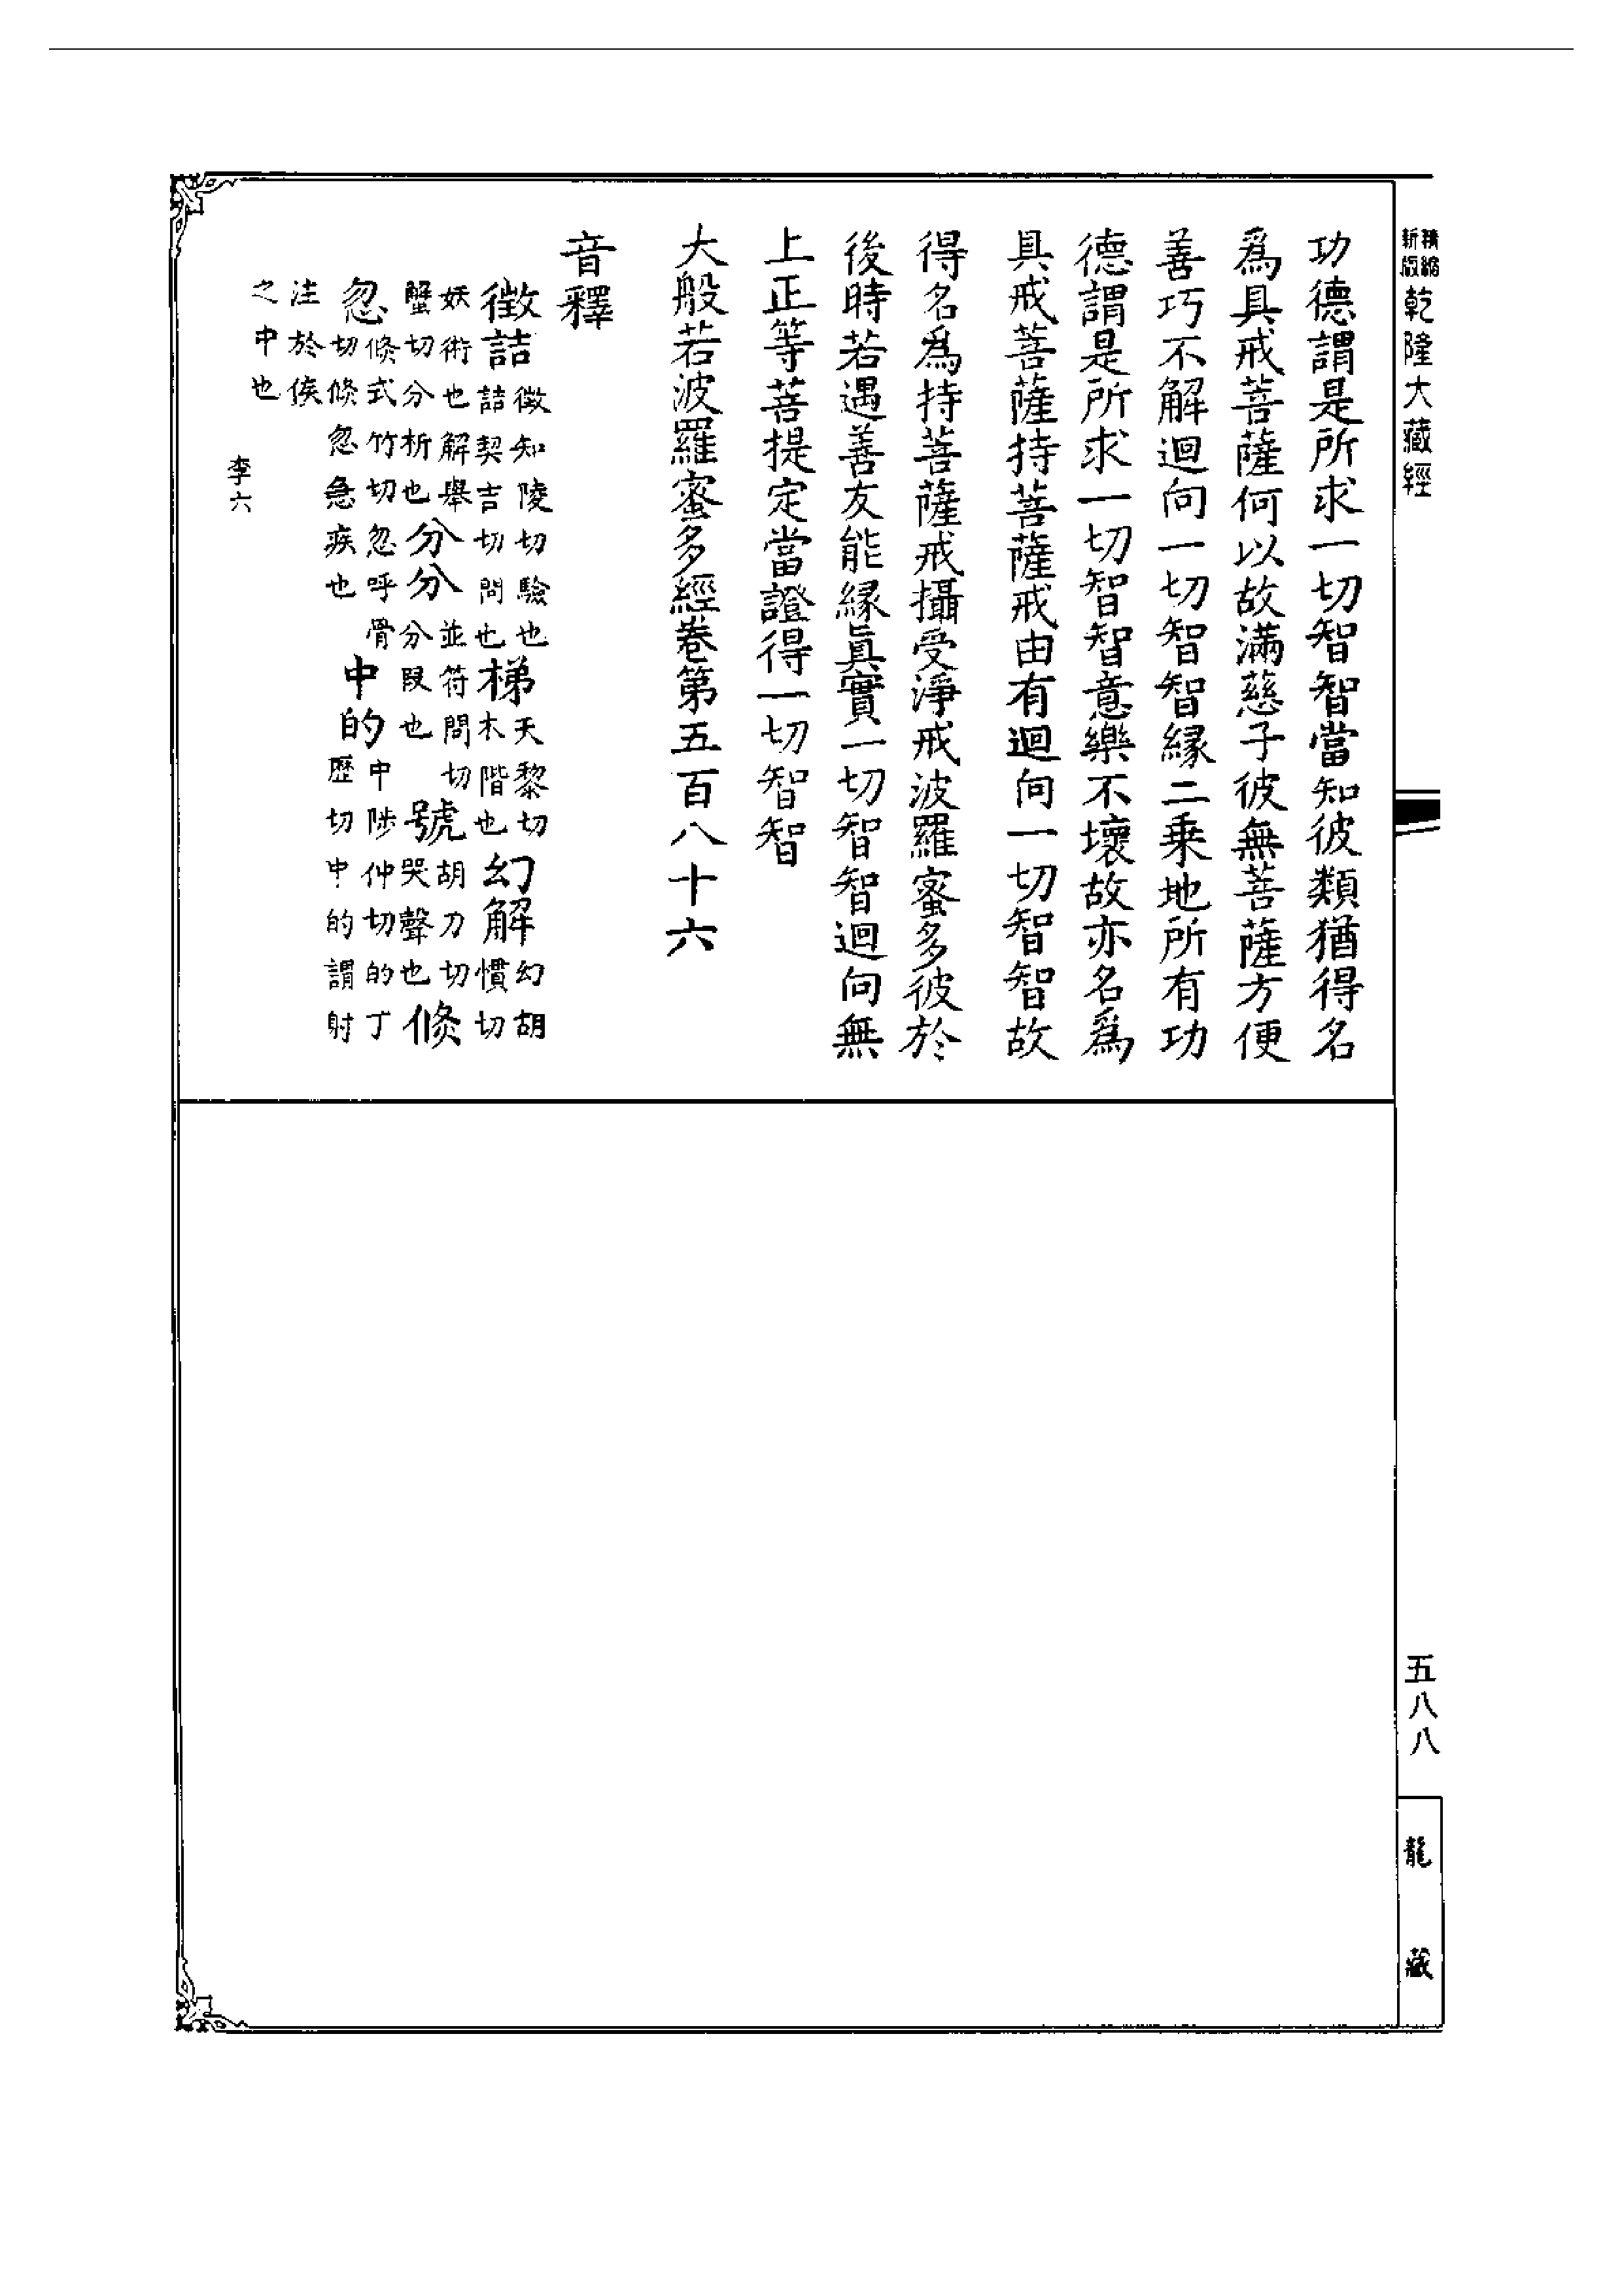 精縮
新版
乾隆大藏經
功德謂是所求一切智智當知彼類猶得名
爲具戒菩薩何以故滿慈子彼無菩薩方便
善巧不解迴向一切智智緣二乘地所有功
德謂是所求一切智智意樂不壞故亦名爲
具戒菩薩持菩薩戒由有迴向一切智智故
得名爲持菩薩戒攝受淨戒波羅蜜多彼於
後時若遇善友能緣眞實一切智智迴向無
上正等菩提定當證得一切智智
大般若波羅蜜多經卷第五百八十六
音釋
徵詰 徵知陵切驗也詰契吉切問也 梯 天黎切木階也 幻解 幻胡慣切
妖術也解舉蟹切分析也 分分 並符問切分段也 號 胡刀切哭聲也 倏
忽 倏式竹切忽呼骨切倏忽急疾也 中的 中陟仲切的丁歷切中的謂射
注於侯之中也
李六
五八八
龍藏